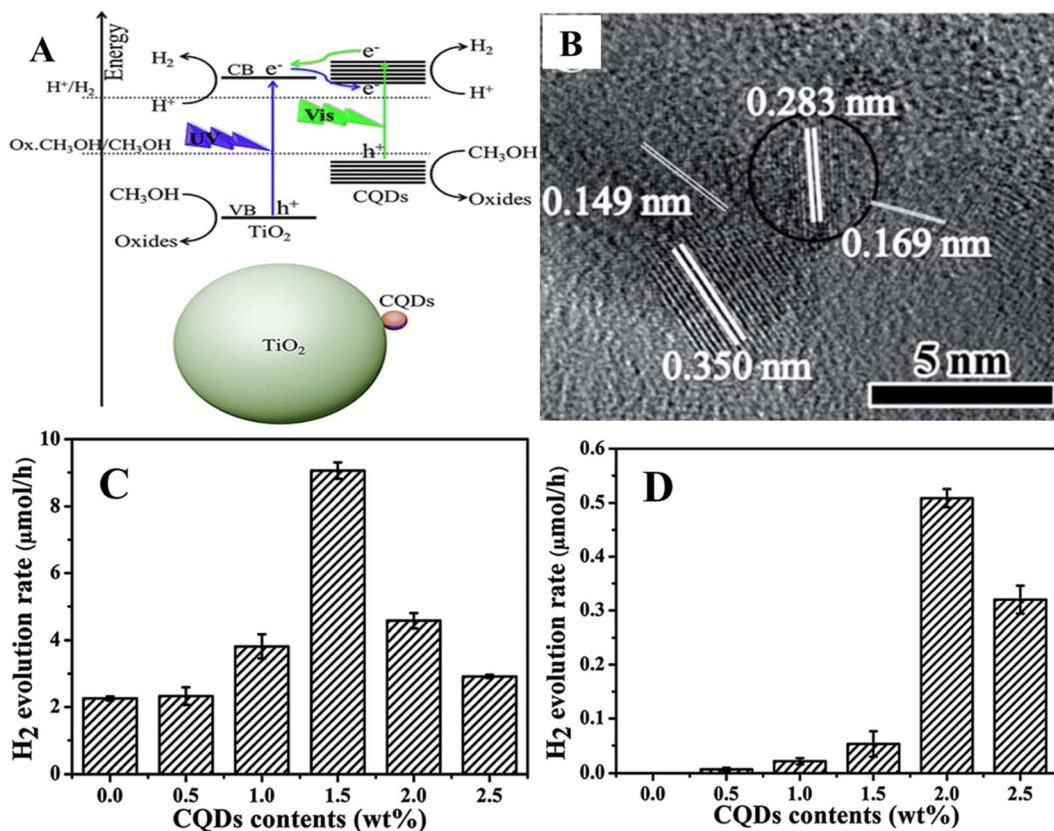 A
Energy
H₂
CB
e⁻
e⁻
e⁻
H₂
H⁺/H₂
H⁺
H⁺
UV
Vis
Ox.CH₃OH/CH₃OH
h⁺
CH₃OH
CQDs
Oxides
CH₃OH
VB
h⁺
TiO₂
Oxides
CQDs
TiO₂
B
0.283 nm
0.149 nm
0.169 nm
0.350 nm
5 nm
C
H₂ evolution rate (μmol/h)
10
8
6
4
2
0
0.0 0.5 1.0 1.5 2.0 2.5
CQDs contents (wt%)
D
H₂ evolution rate (μmol/h)
0.6
0.5
0.4
0.3
0.2
0.1
0.05
0.0
0.0 0.5 1.0 1.5 2.0 2.5
CQDs contents (wt%)